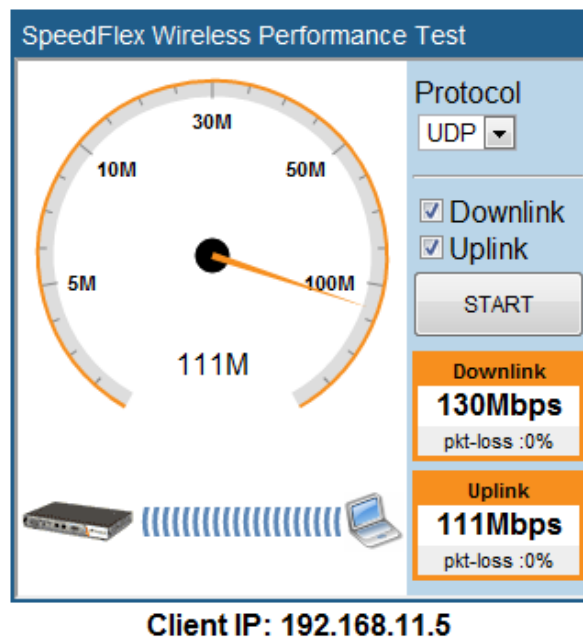 SpeedFlex Wireless Performance Test
30M
10M
50M
5M
100M
111M
Protocol
UDP
Downlink
Uplink
START
Downlink
130Mbps
pkt-loss :0%
Uplink
111Mbps
pkt-loss :0%
Client IP: 192.168.11.5